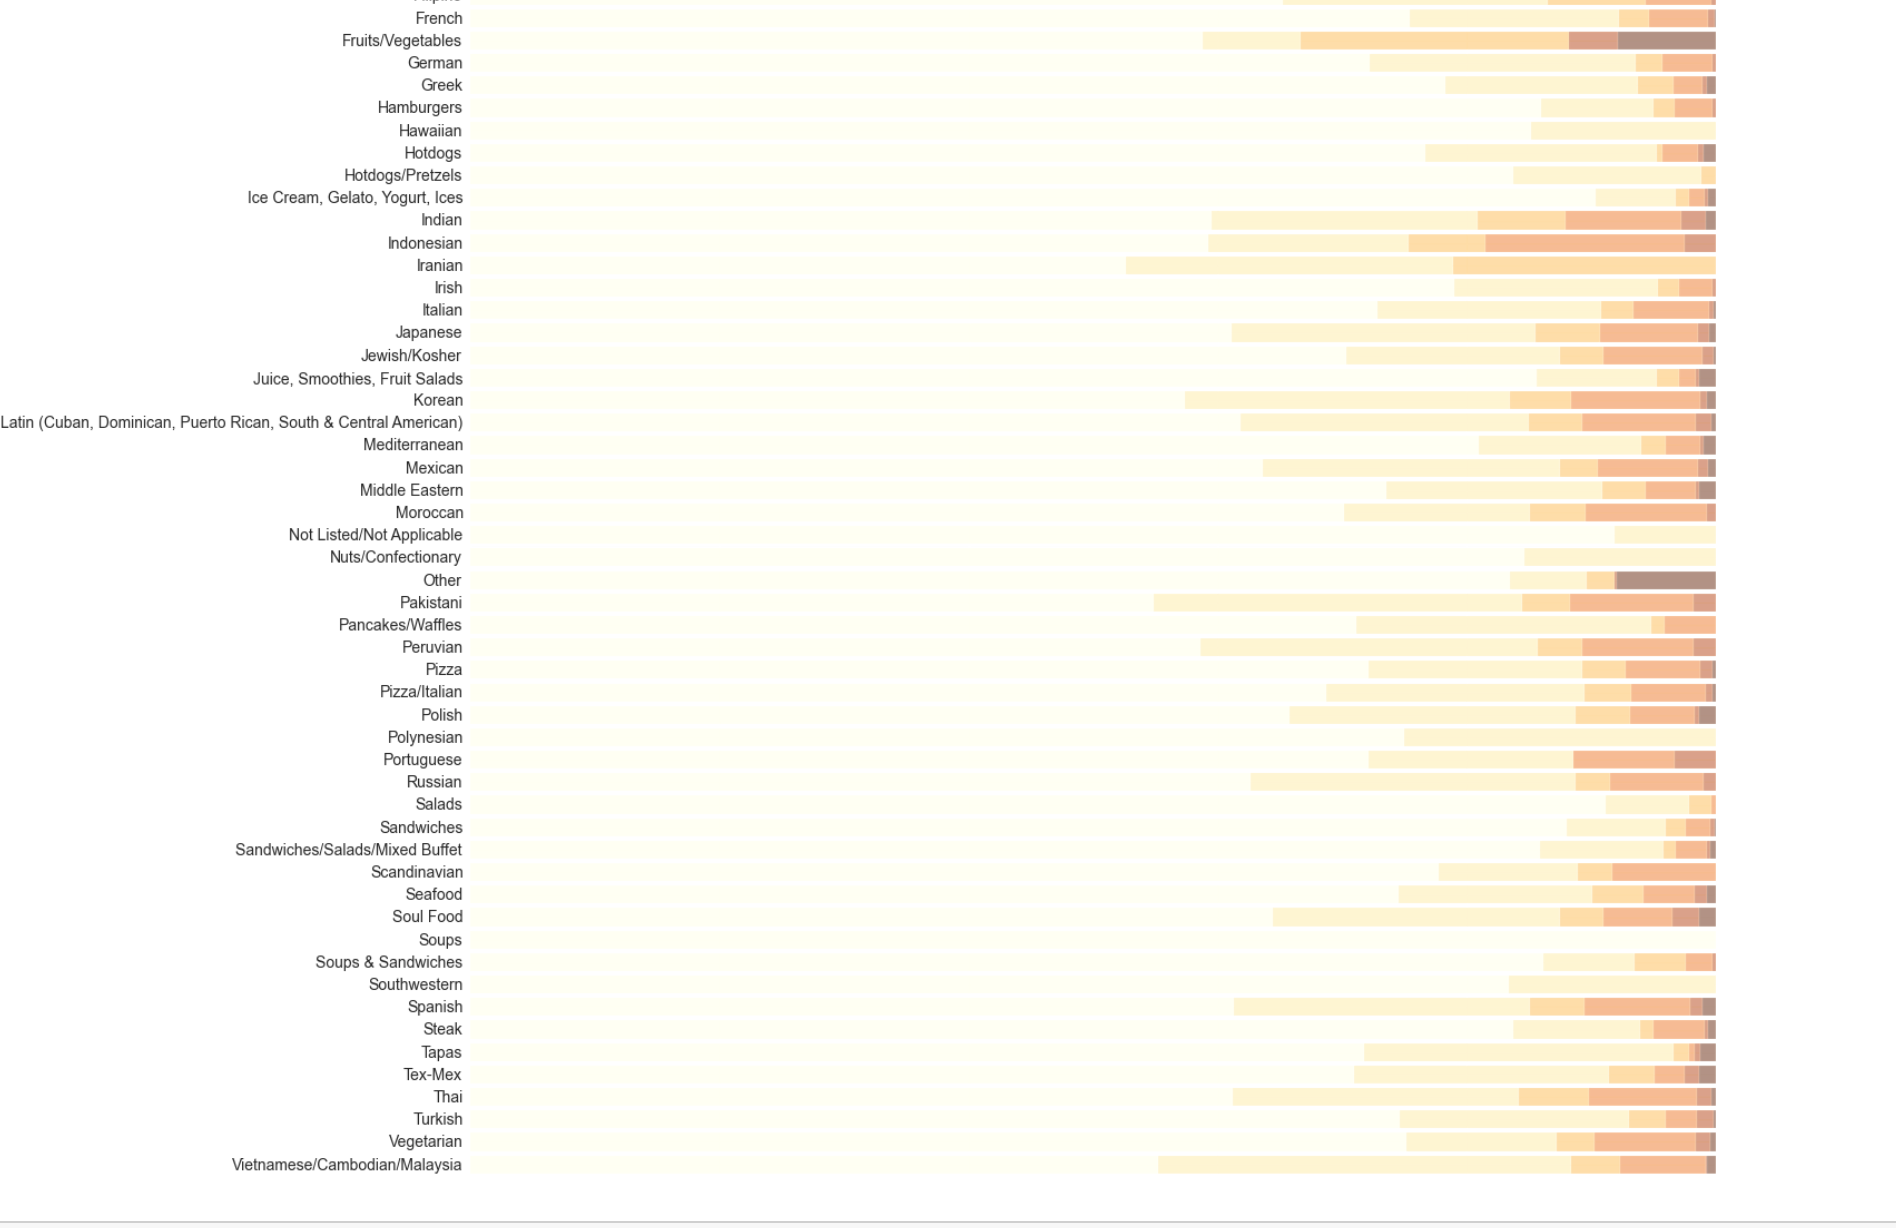 French
Fruits/Vegetables
German
Greek
Hamburgers
Hawaiian
Hotdogs
Hotdogs/Pretzels
Ice Cream, Gelato, Yogurt, Ices
Indian
Indonesian
Iranian
Irish
Italian
Japanese
Jewish/Kosher
Juice, Smoothies, Fruit Salads
Korean
Latin (Cuban, Dominican, Puerto Rican, South & Central American)
Mediterranean
Mexican
Middle Eastern
Moroccan
Not Listed/Not Applicable
Nuts/Confectionary
Other
Pakistani
Pancakes/Waffles
Peruvian
Pizza
Pizza/Italian
Polish
Polynesian
Portuguese
Russian
Salads
Sandwiches
Sandwiches/Salads/Mixed Buffet
Scandinavian
Seafood
Soul Food
Soups
Soups & Sandwiches
Southwestern
Spanish
Steak
Tapas
Tex-Mex
Thai
Turkish
Vegetarian
Vietnamese/Cambodian/Malaysia